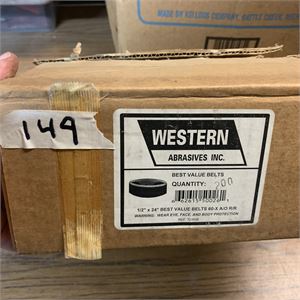 MADE BY KELLOGG COMPANY, BATTLE CREEK,
149
WESTERN
ABRASIVES INC.
BEST VALUE BELTS
QUANTITY: 200
1/2" x 24" BEST VALUE BELTS 60-X A/O R/R
WARNING: WEAR EYE, FACE, AND BODY PROTECTION